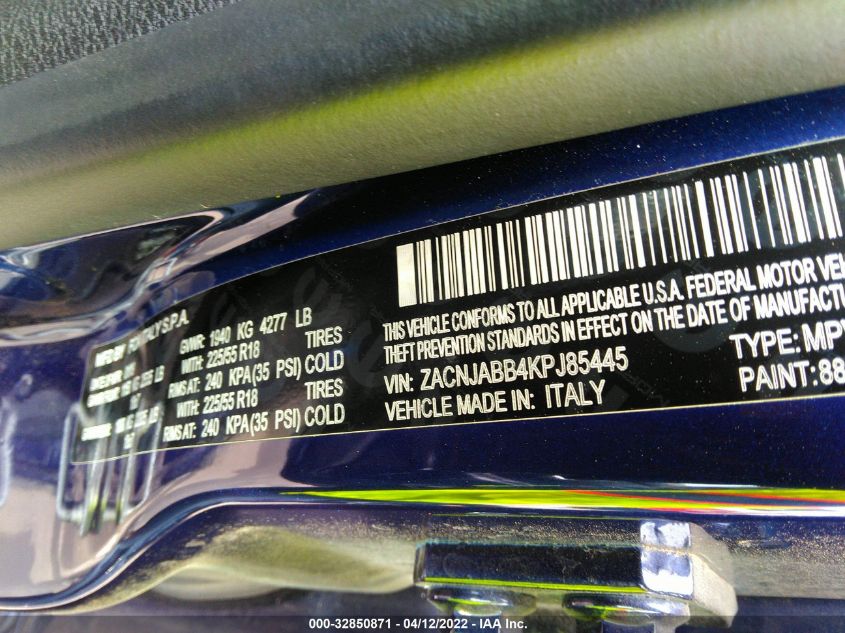 MFG BY: FCA ITALY S.P.A.
GVWR: 1940 KG 4277 LB
WITH: 225/55 R18 TIRES
RIMS AT: 240 KPA(35 PSI) COLD
WITH: 225/55 R18 TIRES
RIMS AT: 240 KPA(35 PSI) COLD
THIS VEHICLE CONFORMS TO ALL APPLICABLE U.S.A. FEDERAL MOTOR VEH
THEFT PREVENTION STANDARDS IN EFFECT ON THE DATE OF MANUFACTU
VIN: ZACNJABB4KPJ85445 TYPE: MP
VEHICLE MADE IN: ITALY PAINT: 88
000-32850871 - 04/12/2022 - IAA Inc.